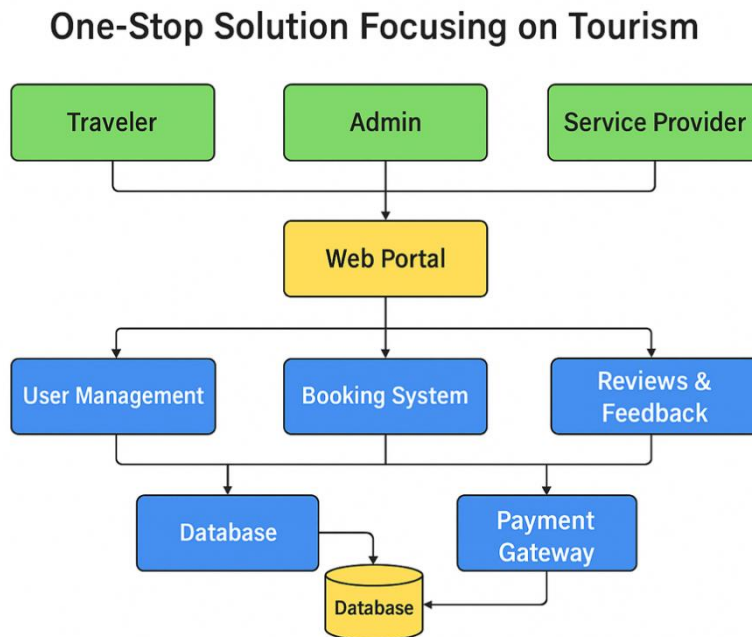 One-Stop Solution Focusing on Tourism
Traveler
Admin
Service Provider
Web Portal
User Management
Booking System
Reviews &
Feedback
Database
Payment
Gateway
Database